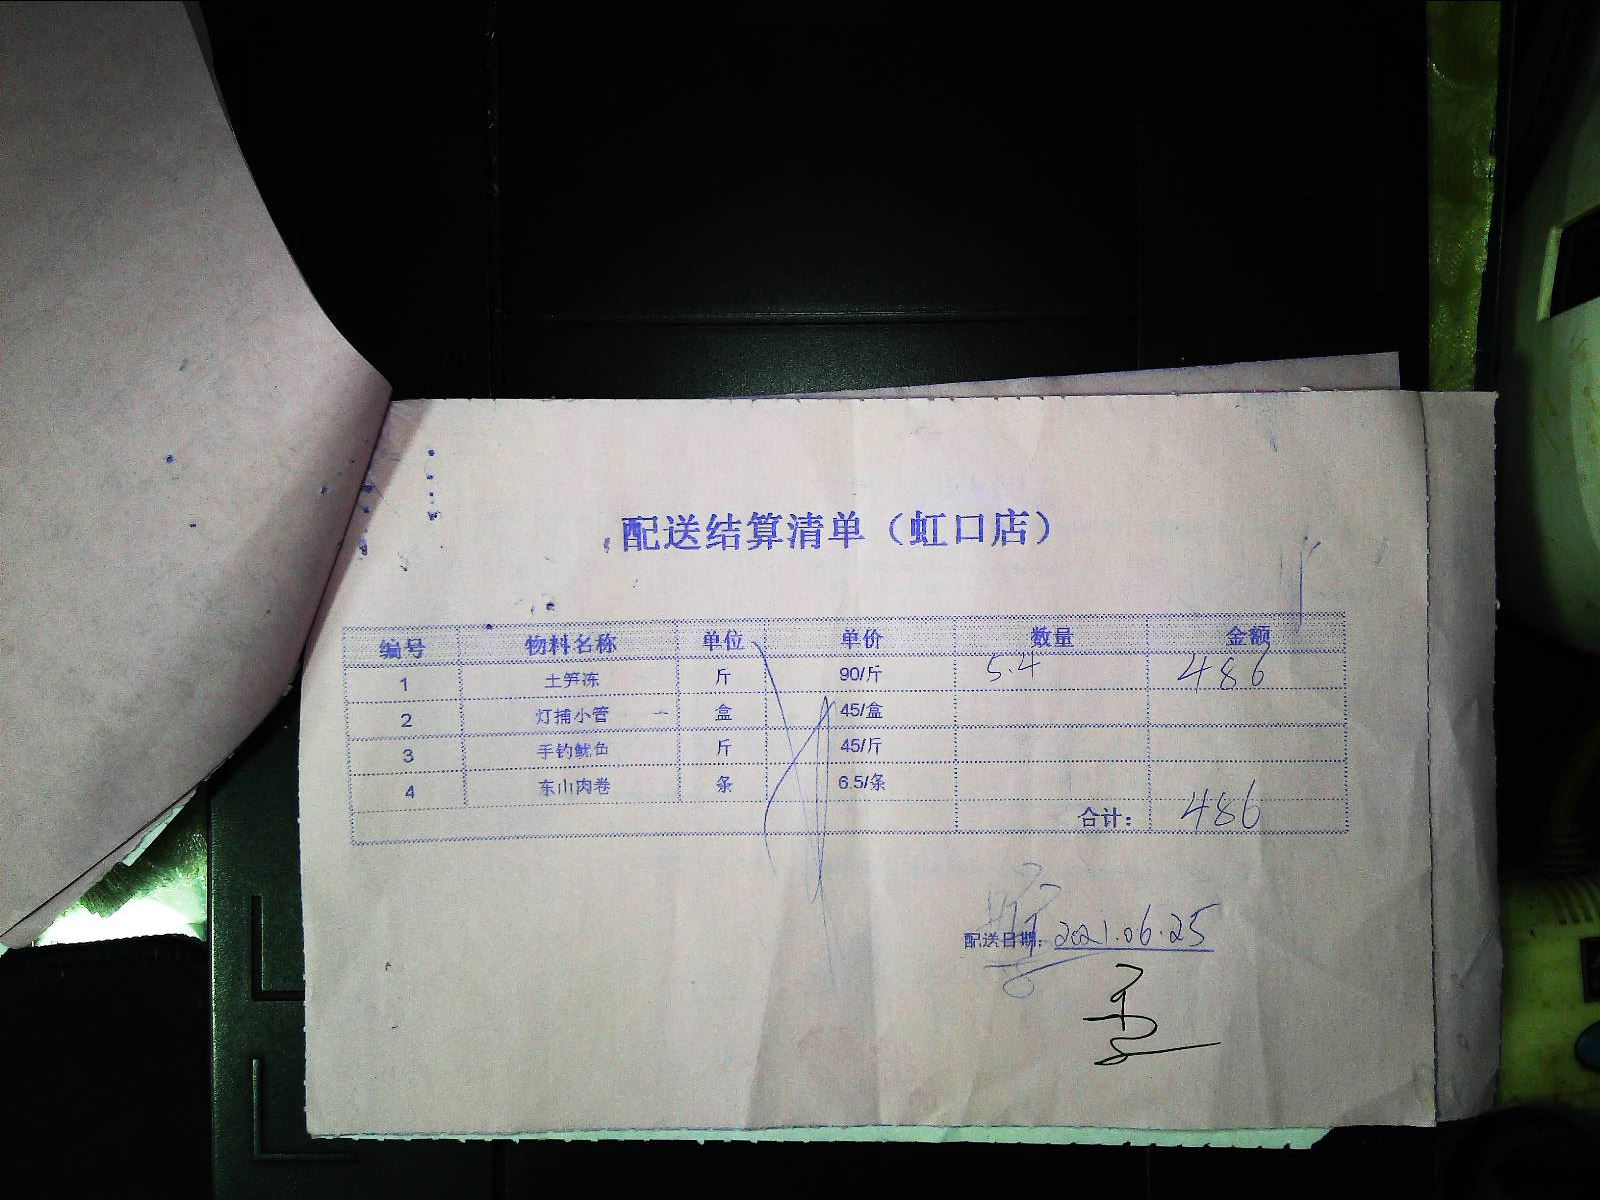 配送结算清单（虹口店）
编号 物料名称 单位 单价 数量 金额
1 土笋冻 斤 90/斤 5.4 486
2 灯捕小管 盒 45/盒
3 手钓鱿鱼 斤 45/斤
4 东山肉卷 条 6.5/条
合计： 486
配送日期：2021.06.25